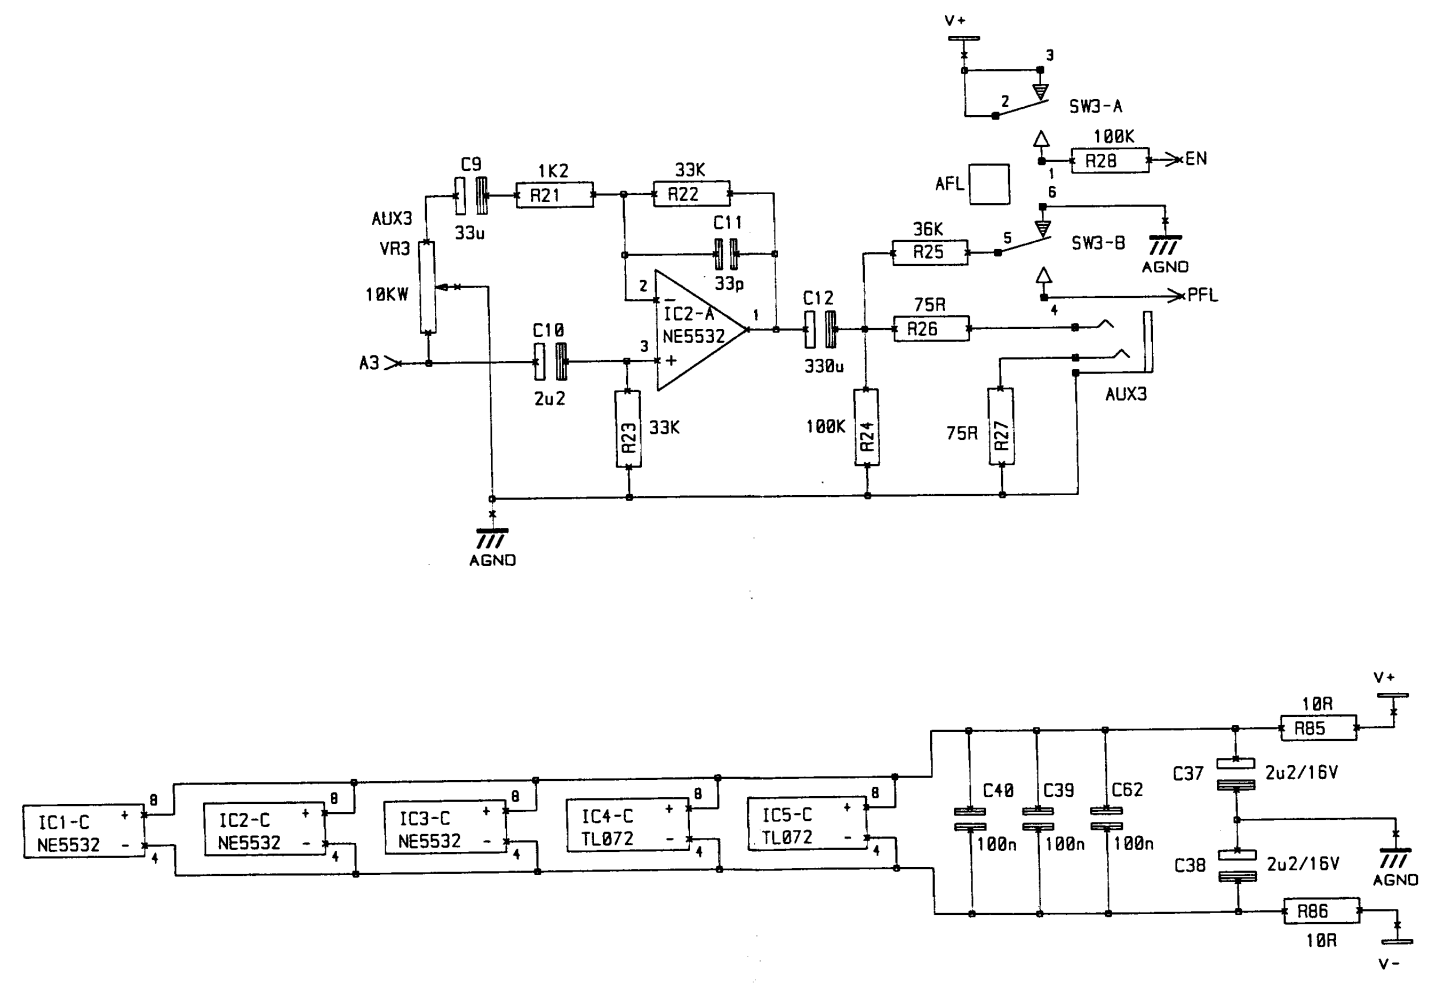 V+
3
2
SW3-A
100K
R28
EN
1
AFL
6
5
SW3-B
AGND
PFL
4
C9
33u
1K2
R21
33K
R22
C11
33p
AUX3
VR3
10KW
A3
C10
2u2
2
IC2-A
NE5532
1
3
−
+
R23
33K
C12
330u
36K
R25
75R
R26
100K
R24
75R
R27
AUX3
AGND
V+
10R
R85
C37
2u2/16V
C40
100n
C39
100n
C62
100n
C38
2u2/16V
AGND
R86
10R
V-
IC1-C
NE5532
+
-
8
4
IC2-C
NE5532
+
-
8
4
IC3-C
NE5532
+
-
8
4
IC4-C
TL072
+
-
8
4
IC5-C
TL072
+
-
8
4